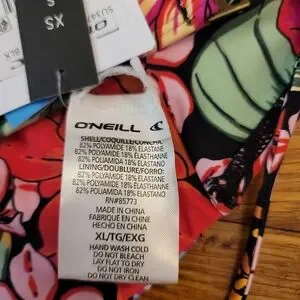 XS
SU34
BLK
O'NEILL
SHELL/COQUILLE/CONCHA:
82% POLYAMIDE 18% ELASTANE
82% POLYAMIDE 18% ÉLASTHANNE
82% POLIAMIDA 18% ELASTANO
LINING/DOUBLURE/FORRO:
82% POLYAMIDE 18% ELASTANE
82% POLYAMIDE 18% ÉLASTHANNE
82% POLIAMIDA 18% ELASTANO
RN#85773
MADE IN CHINA
FABRIQUÉ EN CHINE
HECHO EN CHINA
XL/TG/EXG
HAND WASH COLD
DO NOT BLEACH
LAY FLAT TO DRY
DO NOT IRON
DO NOT DRY CLEAN